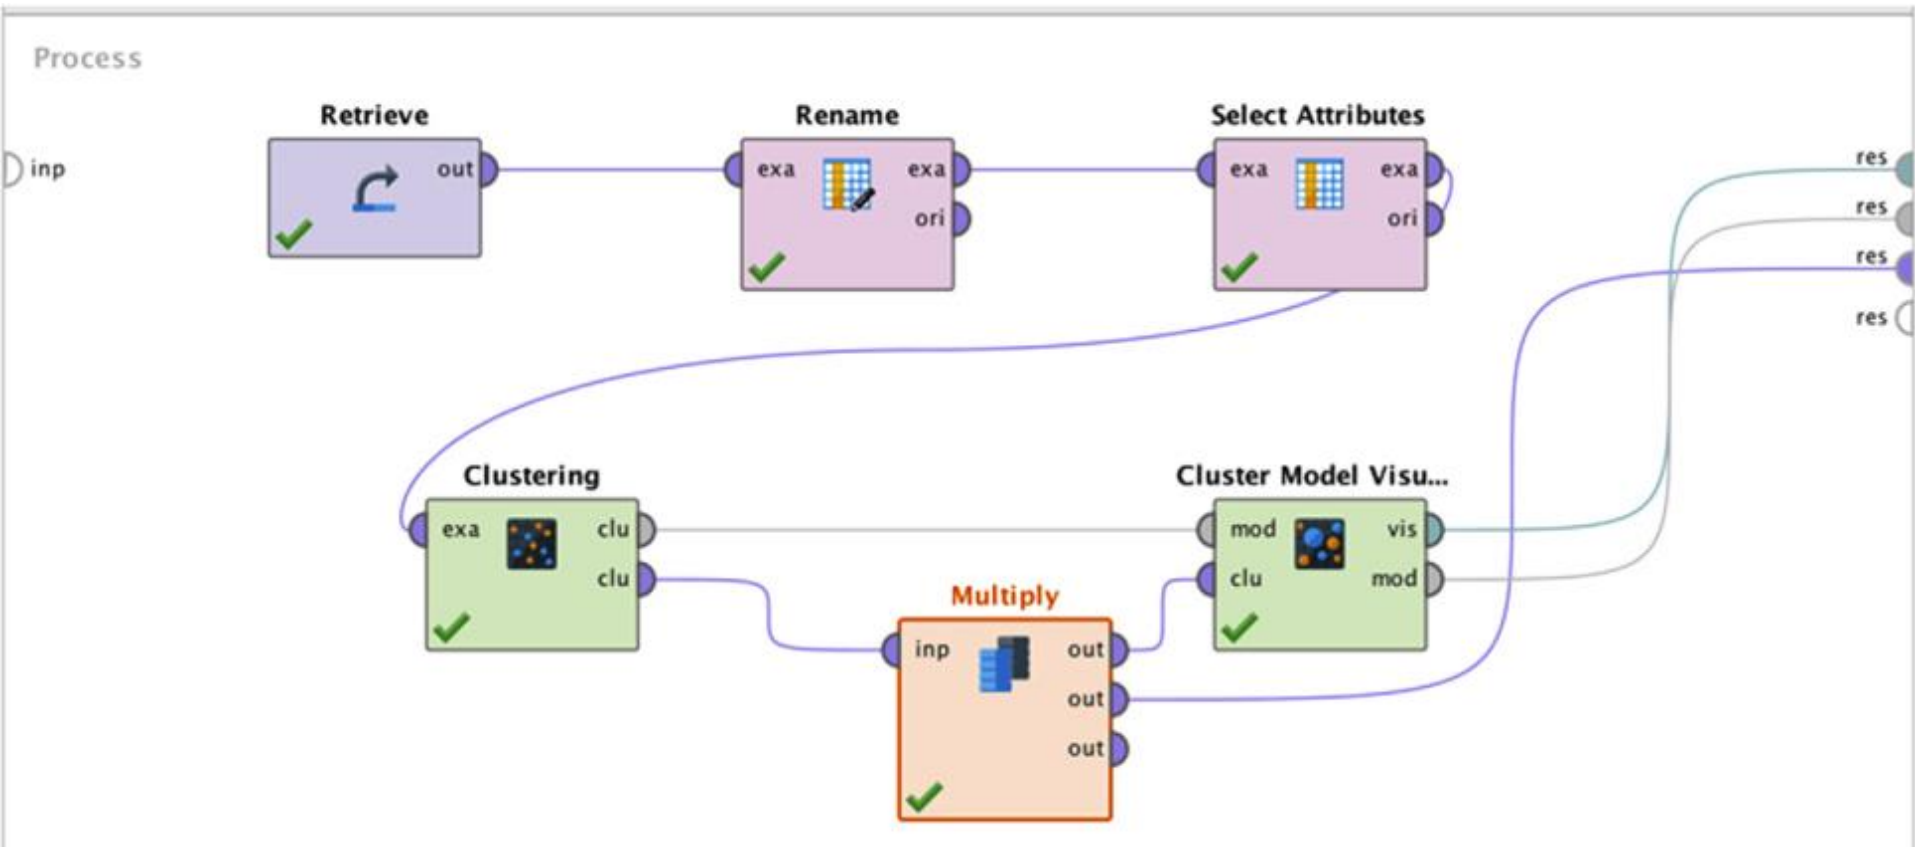 Process
inp
Retrieve
out
Rename
exa exa
ori
Select Attributes
exa exa
ori
res
res
res
res
Clustering
exa clu
clu
Cluster Model Visu...
mod vis
clu mod
Multiply
inp out
out
out